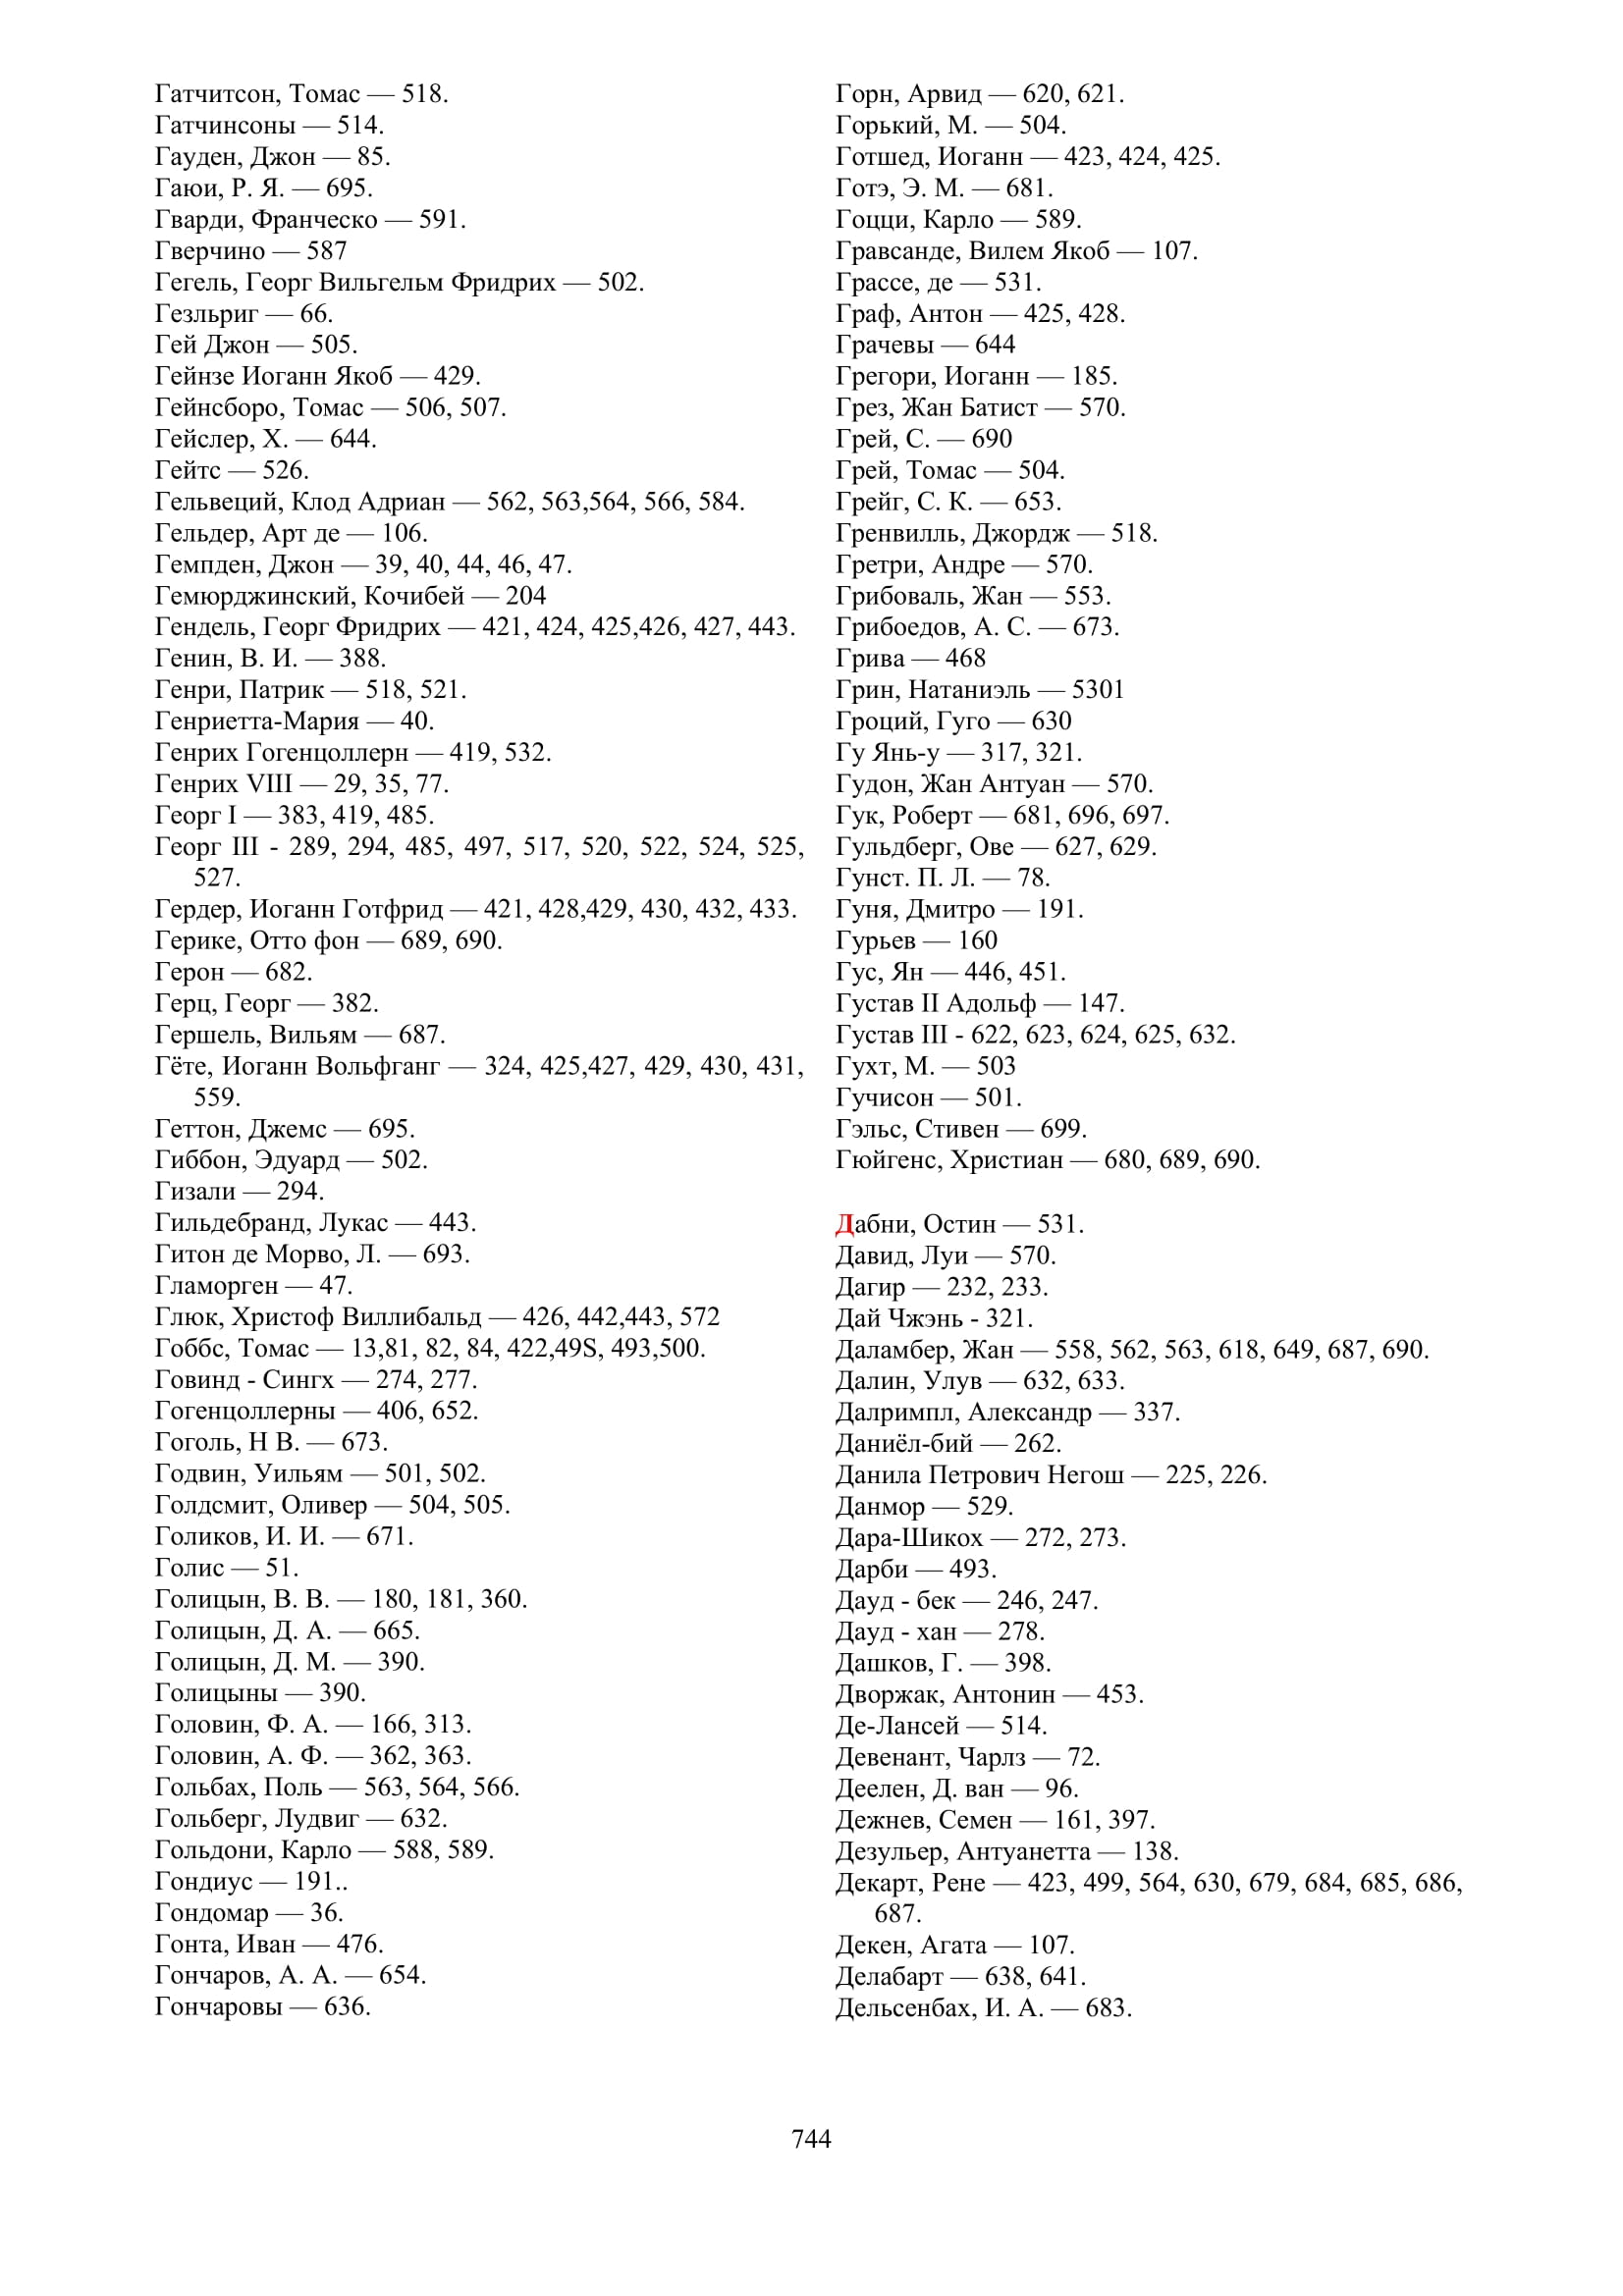 Гатчитсон, Томас — 518.
Гатчинсоны — 514.
Гауден, Джон — 85.
Гаюи, Р. Я. — 695.
Гварди, Франческо — 591.
Гверчино — 587
Гегель, Георг Вильгельм Фридрих — 502.
Гезльриг — 66.
Гей Джон — 505.
Гейнзе Иоганн Якоб — 429.
Гейнсборо, Томас — 506, 507.
Гейслер, Х. — 644.
Гейтс — 526.
Гельвеций, Клод Адриан — 562, 563,564, 566, 584.
Гельдер, Арт де — 106.
Гемпден, Джон — 39, 40, 44, 46, 47.
Гемюрджинский, Кочибей — 204
Гендель, Георг Фридрих — 421, 424, 425,426, 427, 443.
Генин, В. И. — 388.
Генри, Патрик — 518, 521.
Генриетта-Мария — 40.
Генрих Гогенцоллерн — 419, 532.
Генрих VIII — 29, 35, 77.
Георг I — 383, 419, 485.
Георг III - 289, 294, 485, 497, 517, 520, 522, 524, 525,
527.
Гердер, Иоганн Готфрид — 421, 428,429, 430, 432, 433.
Герике, Отто фон — 689, 690.
Герон — 682.
Герц, Георг — 382.
Гершель, Вильям — 687.
Гёте, Иоганн Вольфганг — 324, 425,427, 429, 430, 431,
559.
Геттон, Джемс — 695.
Гиббон, Эдуард — 502.
Гизали — 294.
Гильдебранд, Лукас — 443.
Гитон де Морво, Л. — 693.
Гламорген — 47.
Глюк, Христоф Виллибальд — 426, 442,443, 572
Гоббс, Томас — 13,81, 82, 84, 422,49S, 493,500.
Говинд - Сингх — 274, 277.
Гогенцоллерны — 406, 652.
Гоголь, Н В. — 673.
Годвин, Уильям — 501, 502.
Голдсмит, Оливер — 504, 505.
Голиков, И. И. — 671.
Голис — 51.
Голицын, В. В. — 180, 181, 360.
Голицын, Д. А. — 665.
Голицын, Д. М. — 390.
Голицыны — 390.
Головин, Ф. А. — 166, 313.
Головин, А. Ф. — 362, 363.
Гольбах, Поль — 563, 564, 566.
Гольберг, Лудвиг — 632.
Гольдони, Карло — 588, 589.
Гондиус — 191..
Гондомар — 36.
Гонта, Иван — 476.
Гончаров, А. А. — 654.
Гончаровы — 636.
Горн, Арвид — 620, 621.
Горький, М. — 504.
Готшед, Иоганн — 423, 424, 425.
Готэ, Э. М. — 681.
Гоцци, Карло — 589.
Гравсанде, Вилем Якоб — 107.
Грассе, де — 531.
Граф, Антон — 425, 428.
Грачевы — 644
Грегори, Иоганн — 185.
Грез, Жан Батист — 570.
Грей, С. — 690
Грей, Томас — 504.
Грейг, С. К. — 653.
Гренвилль, Джордж — 518.
Гретри, Андре — 570.
Грибоваль, Жан — 553.
Грибоедов, А. С. — 673.
Грива — 468
Грин, Натаниэль — 5301
Гроций, Гуго — 630
Гу Янь-у — 317, 321.
Гудон, Жан Антуан — 570.
Гук, Роберт — 681, 696, 697.
Гульдберг, Ове — 627, 629.
Гунст. П. Л. — 78.
Гуня, Дмитро — 191.
Гурьев — 160
Гус, Ян — 446, 451.
Густав II Адольф — 147.
Густав III - 622, 623, 624, 625, 632.
Гухт, М. — 503
Гучисон — 501.
Гэльс, Стивен — 699.
Гюйгенс, Христиан — 680, 689, 690.
Дабни, Остин — 531.
Давид, Луи — 570.
Дагир — 232, 233.
Дай Чжэнь - 321.
Даламбер, Жан — 558, 562, 563, 618, 649, 687, 690.
Далин, Улув — 632, 633.
Далримпл, Александр — 337.
Даниёл-бий — 262.
Данила Петрович Негош — 225, 226.
Данмор — 529.
Дара-Шикох — 272, 273.
Дарби — 493.
Дауд - бек — 246, 247.
Дауд - хан — 278.
Дашков, Г. — 398.
Дворжак, Антонин — 453.
Де-Лансей — 514.
Девенант, Чарлз — 72.
Деелен, Д. ван — 96.
Дежнев, Семен — 161, 397.
Дезульер, Антуанетта — 138.
Декарт, Рене — 423, 499, 564, 630, 679, 684, 685, 686,
687.
Декен, Агата — 107.
Делабарт — 638, 641.
Дельсенбах, И. А. — 683.
744